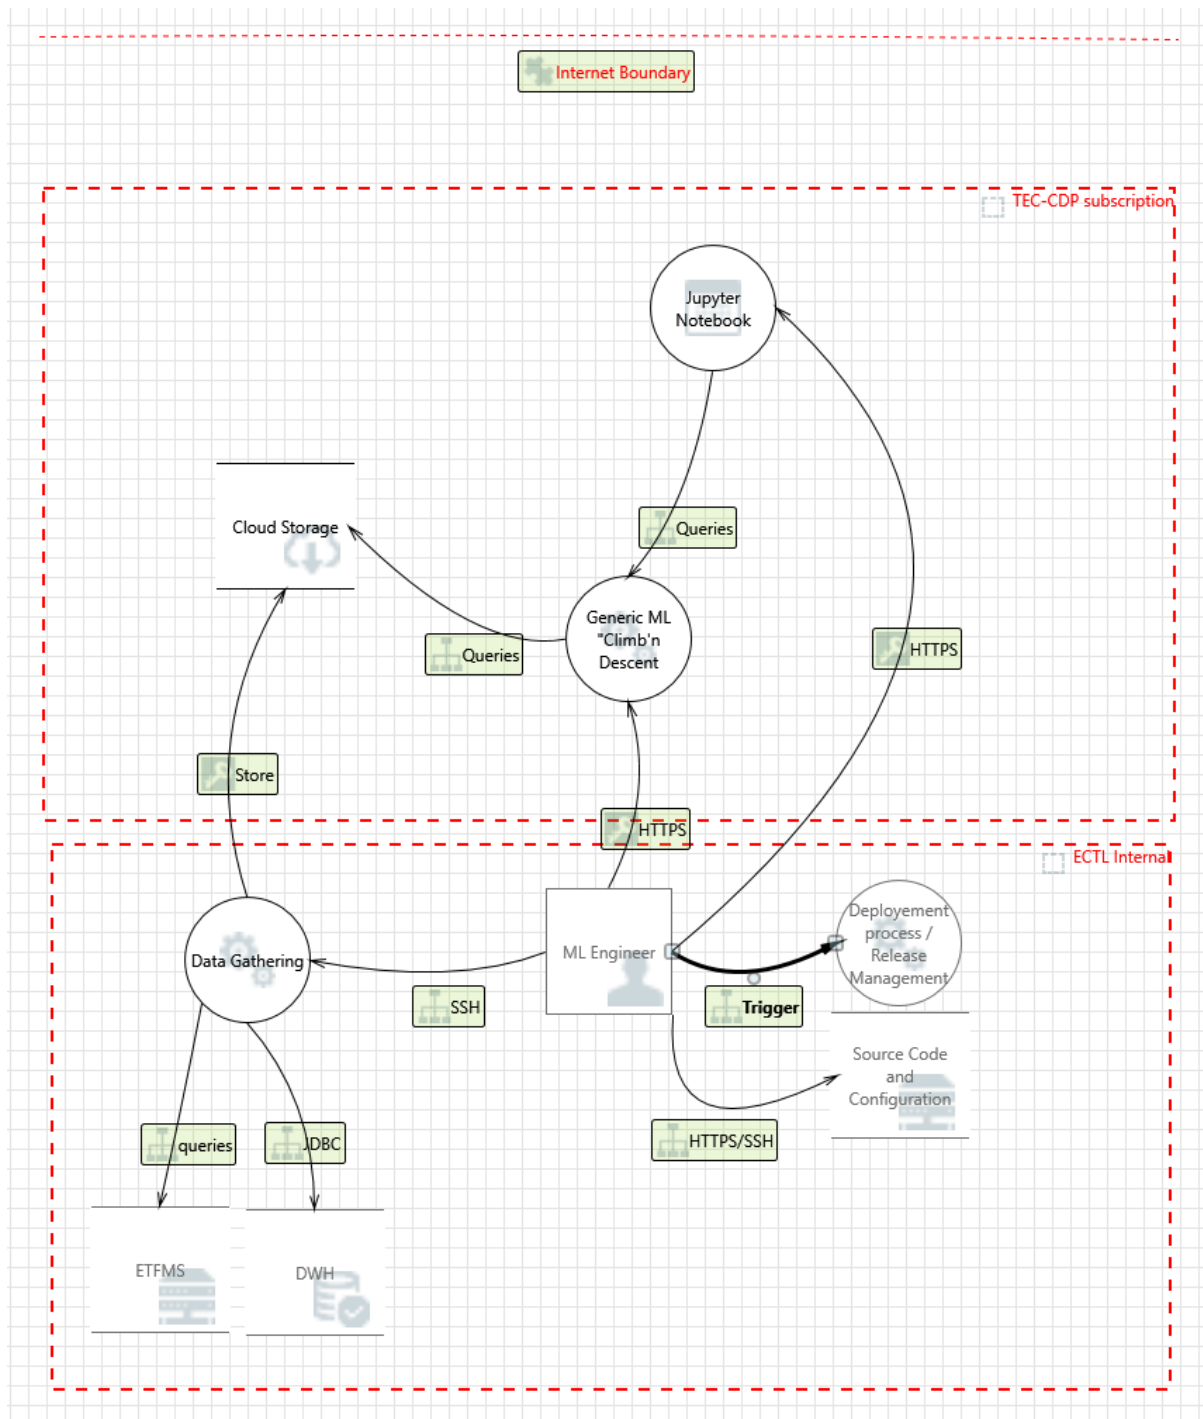 Internet Boundary
TEC-CDP subscription
Jupyter
Notebook
Cloud Storage
Queries
Generic ML
"Climb'n
Descent
Queries
HTTPS
Store
HTTPS
ECTL Internal
Deployement
process /
Release
Management
ML Engineer
Data Gathering
SSH
Trigger
Source Code
and
Configuration
HTTPS/SSH
queries
JDBC
ETFMS
DWH